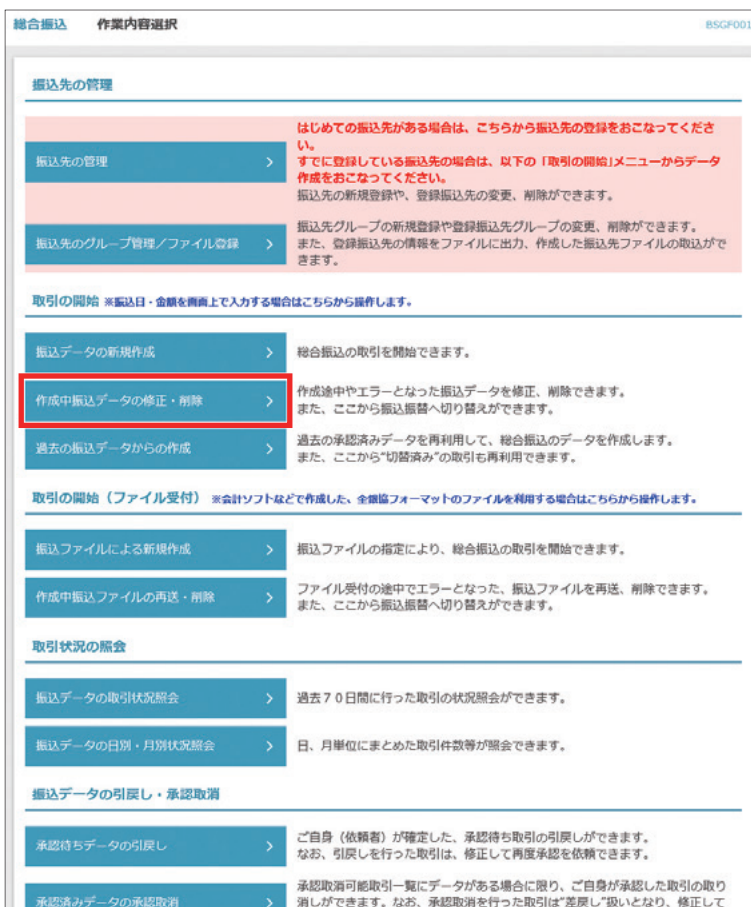 総合振込 作業内容選択 BSGF001
振込先の管理
はじめての振込先がある場合は、こちらから振込先の登録をおこなってくださ
い。
すでに登録している振込先の場合は、以下の「取引の開始」メニューからデータ
作成をおこなってください。
振込先の管理
振込先の新規登録や、登録振込先の変更、削除ができます。
振込先のグループ管理/ファイル登録
振込先グループの新規登録や登録振込先グループの変更、削除ができます。
また、登録振込先の情報をファイルに出力、作成した振込先ファイルの取込がで
きます。
取引の開始 ※振込日・金額を画面上で入力する場合はこちらから操作します。
振込データの新規作成 総合振込の取引を開始できます。
作成中振込データの修正・削除
作成途中やエラーとなった振込データを修正、削除できます。
また、ここから振込振替へ切り替えができます。
過去の振込データからの作成
過去の承認済みデータを再利用して、総合振込のデータを作成します。
また、ここから"切替済み"の取引も再利用できます。
取引の開始(ファイル受付) ※会計ソフトなどで作成した、全銀協フォーマットのファイルを利用する場合はこちらから操作します。
振込ファイルによる新規作成 振込ファイルの指定により、総合振込の取引を開始できます。
作成中振込ファイルの再送・削除
ファイル受付の途中でエラーとなった、振込ファイルを再送、削除できます。
また、ここから振込振替へ切り替えができます。
取引状況の照会
振込データの取引状況照会 過去70日間に行った取引の状況照会ができます。
振込データの日別・月別状況照会 日、月単位にまとめた取引件数等が照会できます。
振込データの引戻し・承認取消
承認待ちデータの引戻し
ご自身(依頼者)が確定した、承認待ち取引の引戻しができます。
なお、引戻しを行った取引は、修正して再度承認を依頼できます。
承認済みデータの承認取消
承認取消可能取引一覧にデータがある場合に限り、ご自身が承認した取引の取り
消しができます。なお、承認取消を行った取引は"差戻し"扱いとなり、修正して